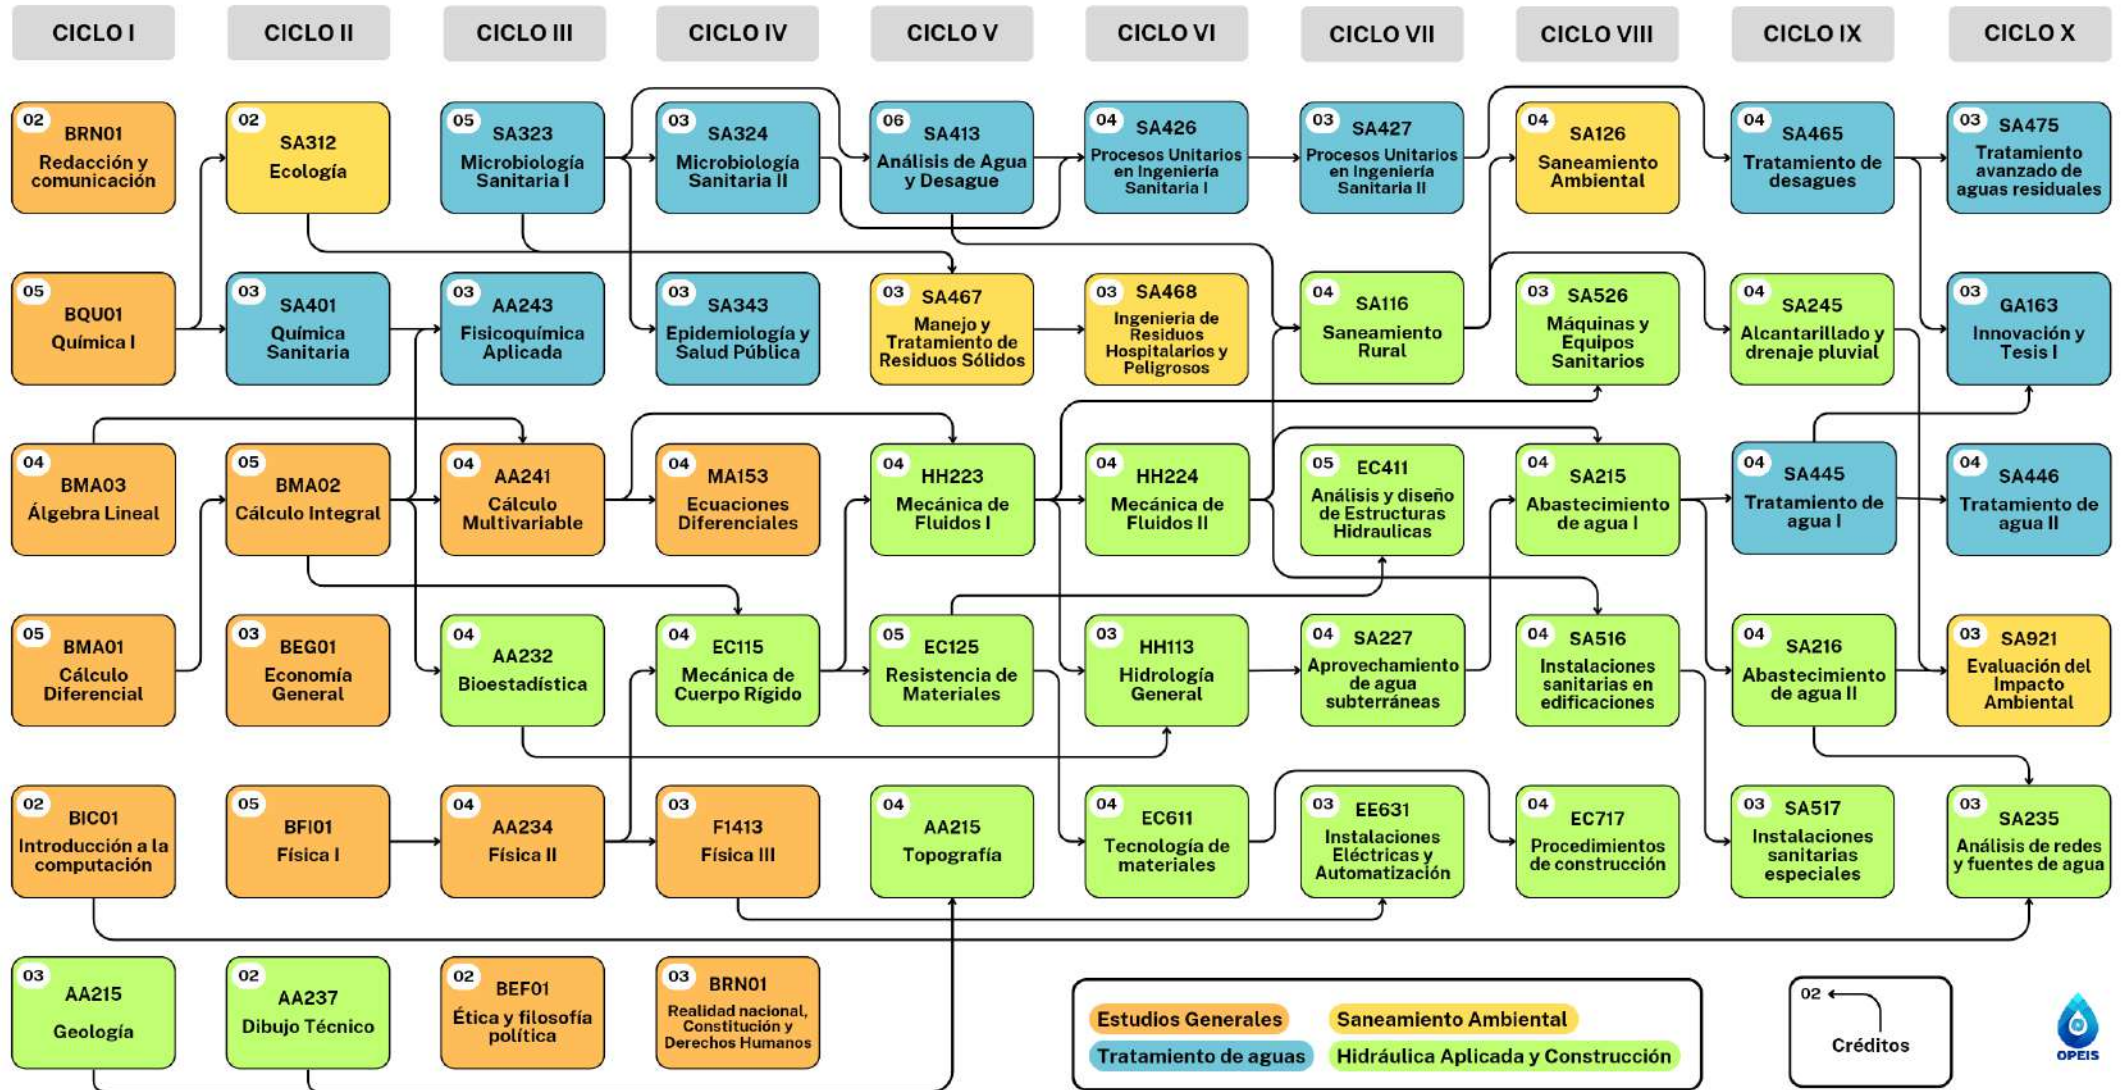 CICLO I
CICLO II
CICLO III
CICLO IV
CICLO V
CICLO VI
CICLO VII
CICLO VIII
CICLO IX
CICLO X
02
BRN01
Redacción y
comunicación
02
SA312
Ecología
05
SA323
Microbiología
Sanitaria I
03
SA324
Microbiología
Sanitaria II
06
SA413
Análisis de Agua
y Desague
04
SA426
Procesos Unitarios
en Ingeniería
Sanitaria I
03
SA427
Procesos Unitarios
en Ingeniería
Sanitaria II
04
SA126
Saneamiento
Ambiental
04
SA465
Tratamiento de
desagues
03
SA475
Tratamiento
avanzado de
aguas residuales
05
BQU01
Química I
03
SA401
Química
Sanitaria
03
AA243
Fisicoquímica
Aplicada
03
SA343
Epidemiología y
Salud Pública
03
SA467
Manejo y
Tratamiento de
Residuos Sólidos
03
SA468
Ingenieria de
Residuos
Hospitalarios y
Peligrosos
04
SA116
Saneamiento
Rural
03
SA526
Máquinas y
Equipos
Sanitarios
04
SA245
Alcantarillado y
drenaje pluvial
03
GA163
Innovación y
Tesis I
04
BMA03
Álgebra Lineal
05
BMA02
Cálculo Integral
04
AA241
Cálculo
Multivariable
04
MA153
Ecuaciones
Diferenciales
04
HH223
Mecánica de
Fluidos I
04
HH224
Mecánica de
Fluidos II
05
EC411
Análisis y diseño
de Estructuras
Hidraulicas
04
SA215
Abastecimiento
de agua I
04
SA445
Tratamiento de
agua I
04
SA446
Tratamiento de
agua II
05
BMA01
Cálculo
Diferencial
03
BEG01
Economía
General
04
AA232
Bioestadística
04
EC115
Mecánica de
Cuerpo Rígido
05
EC125
Resistencia de
Materiales
03
HH113
Hidrología
General
04
SA227
Aprovechamiento
de agua
subterráneas
04
SA516
Instalaciones
sanitarias en
edificaciones
04
SA216
Abastecimiento
de agua II
03
SA921
Evaluación del
Impacto
Ambiental
02
BIC01
Introducción a la
computación
05
BFI01
Física I
04
AA234
Física II
03
F1413
Física III
04
AA215
Topografía
04
EC611
Tecnología de
materiales
03
EE631
Instalaciones
Eléctricas y
Automatización
04
EC717
Procedimientos
de construcción
03
SA517
Instalaciones
sanitarias
especiales
03
SA235
Análisis de redes
y fuentes de agua
03
AA215
Geología
02
AA237
Dibujo Técnico
02
BEF01
Ética y filosofía
política
03
BRN01
Realidad nacional,
Constitución y
Derechos Humanos
Estudios Generales
Saneamiento Ambiental
Tratamiento de aguas
Hidráulica Aplicada y Construcción
02
Créditos
OPEIS